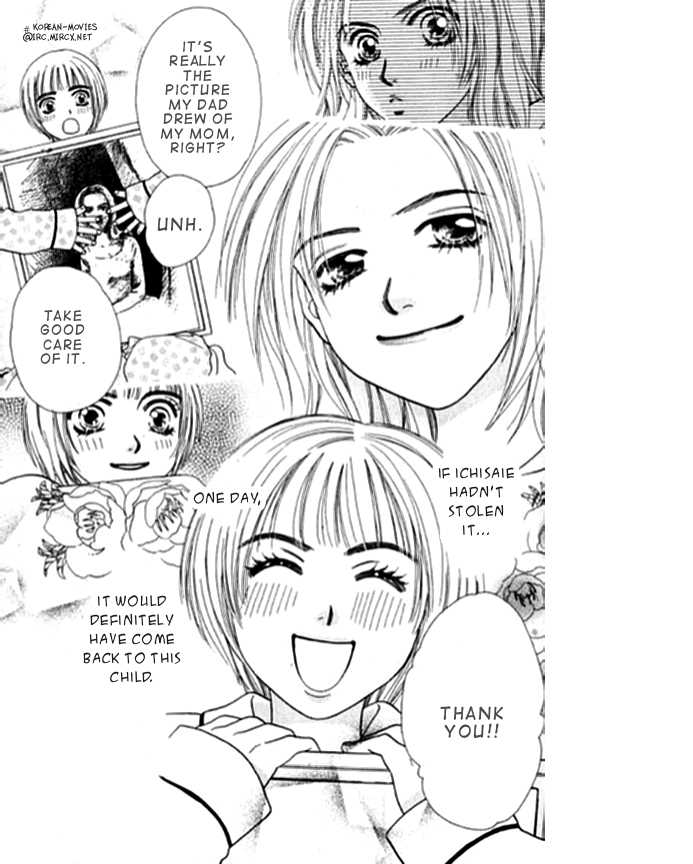 # KOREAN-MOVIES
@IRC.MIRCX.NET
IT'S
REALLY
THE
PICTURE
MY DAD
DREW OF
MY MOM,
RIGHT?
UNH.
TAKE
GOOD
CARE
OF IT.
IF ICHISAIE
HADN'T
STOLEN
IT...
ONE DAY,
IT WOULD
DEFINITELY
HAVE COME
BACK TO THIS
CHILD.
THANK
YOU!!